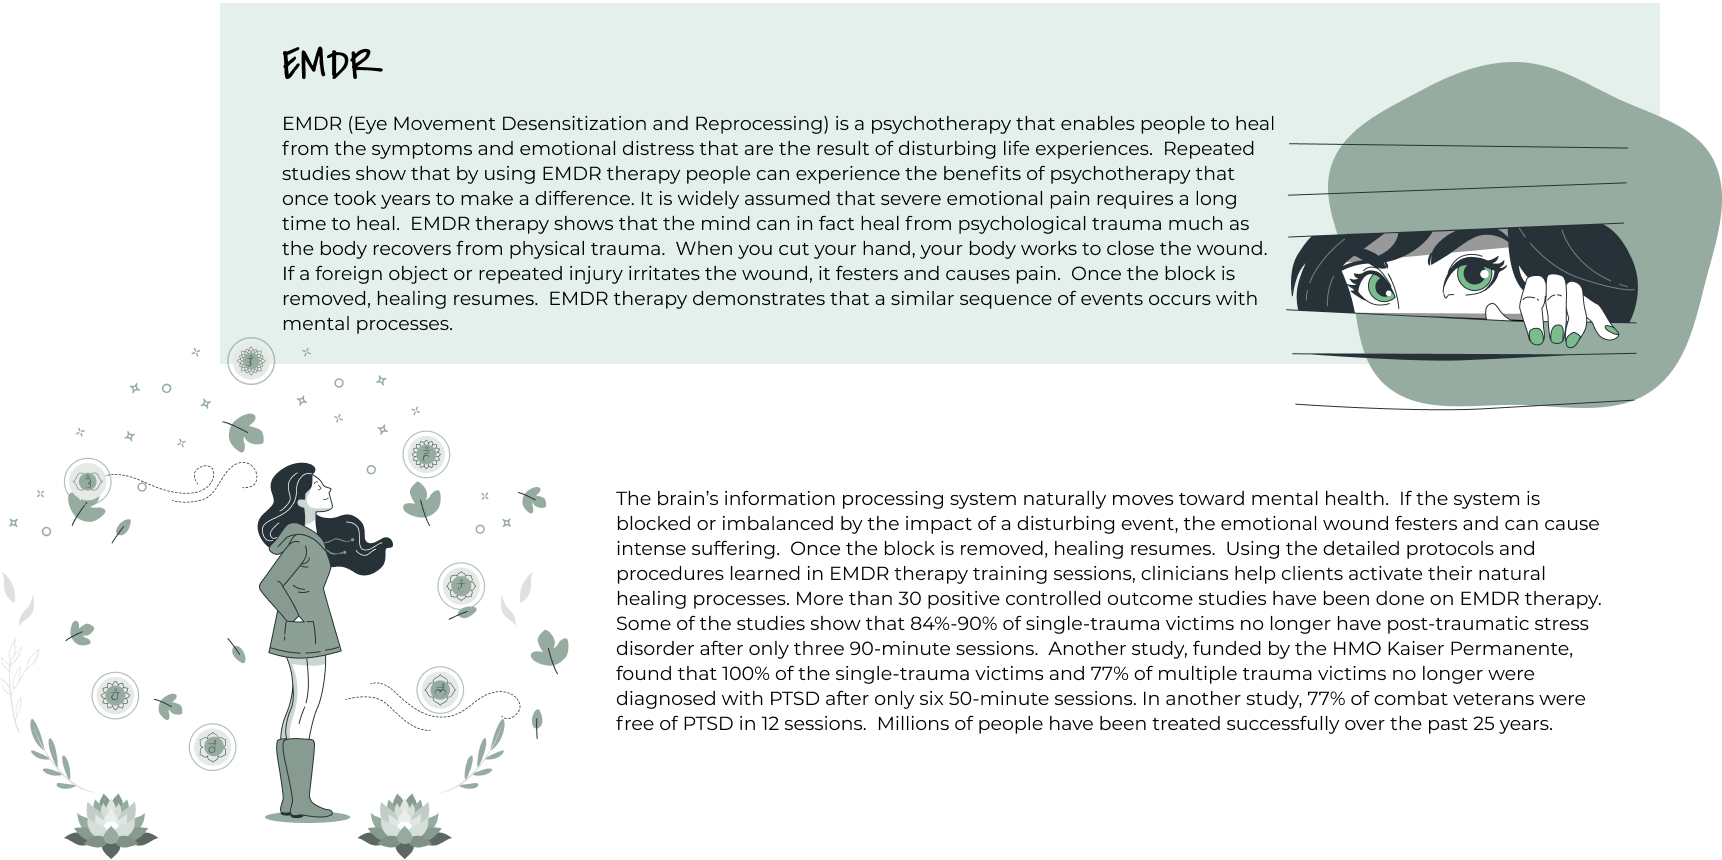 EMDR
EMDR (Eye Movement Desensitization and Reprocessing) is a psychotherapy that enables people to heal
from the symptoms and emotional distress that are the result of disturbing life experiences.  Repeated
studies show that by using EMDR therapy people can experience the benefits of psychotherapy that
once took years to make a difference. It is widely assumed that severe emotional pain requires a long
time to heal.  EMDR therapy shows that the mind can in fact heal from psychological trauma much as
the body recovers from physical trauma.  When you cut your hand, your body works to close the wound.
If a foreign object or repeated injury irritates the wound, it festers and causes pain.  Once the block is
removed, healing resumes.  EMDR therapy demonstrates that a similar sequence of events occurs with
mental processes.
The brain’s information processing system naturally moves toward mental health.  If the system is
blocked or imbalanced by the impact of a disturbing event, the emotional wound festers and can cause
intense suffering.  Once the block is removed, healing resumes.  Using the detailed protocols and
procedures learned in EMDR therapy training sessions, clinicians help clients activate their natural
healing processes. More than 30 positive controlled outcome studies have been done on EMDR therapy.
Some of the studies show that 84%-90% of single-trauma victims no longer have post-traumatic stress
disorder after only three 90-minute sessions.  Another study, funded by the HMO Kaiser Permanente,
found that 100% of the single-trauma victims and 77% of multiple trauma victims no longer were
diagnosed with PTSD after only six 50-minute sessions. In another study, 77% of combat veterans were
free of PTSD in 12 sessions.  Millions of people have been treated successfully over the past 25 years.